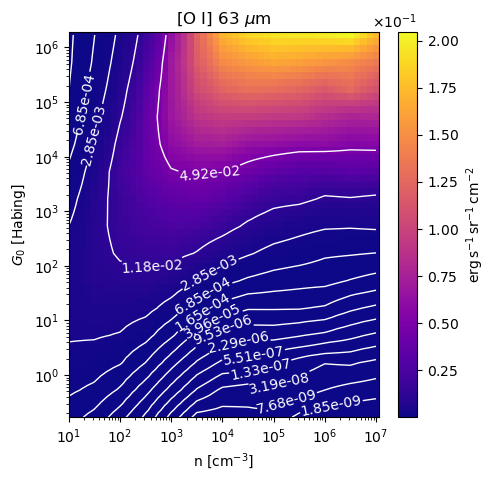 [O I] 63 μm
×10⁻¹
10⁶
10⁵
10⁴
10³
10²
10¹
10⁰
G₀ [Habing]
6.85e-04
2.85e-03
4.92e-02
1.18e-02
2.85e-03
6.85e-04
1.65e-04
3.96e-05
9.53e-06
2.29e-06
5.51e-07
1.33e-07
3.19e-08
7.68e-09
1.85e-09
10¹ 10² 10³ 10⁴ 10⁵ 10⁶ 10⁷
n [cm⁻³]
2.00
1.75
1.50
1.25
1.00
0.75
0.50
0.25
erg s⁻¹ sr⁻¹ cm⁻²